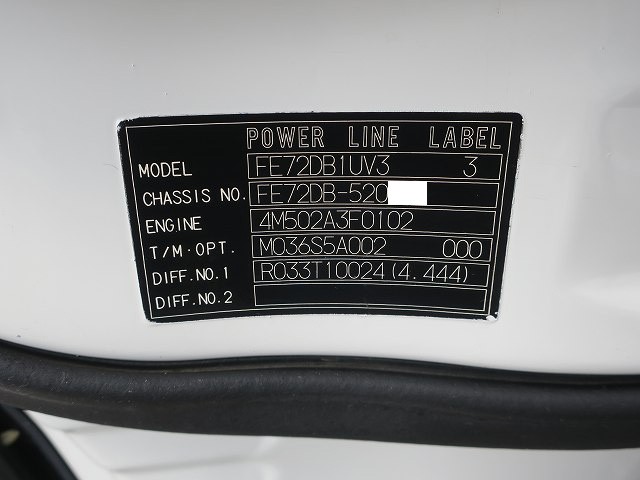 POWER LINE LABEL
MODEL FE72DB1UV3 3
CHASSIS NO. FE72DB-520
ENGINE 4M502A3F0102
T/M·OPT. M036S5A002 000
DIFF.NO.1 R033T10024(4.444)
DIFF.NO.2